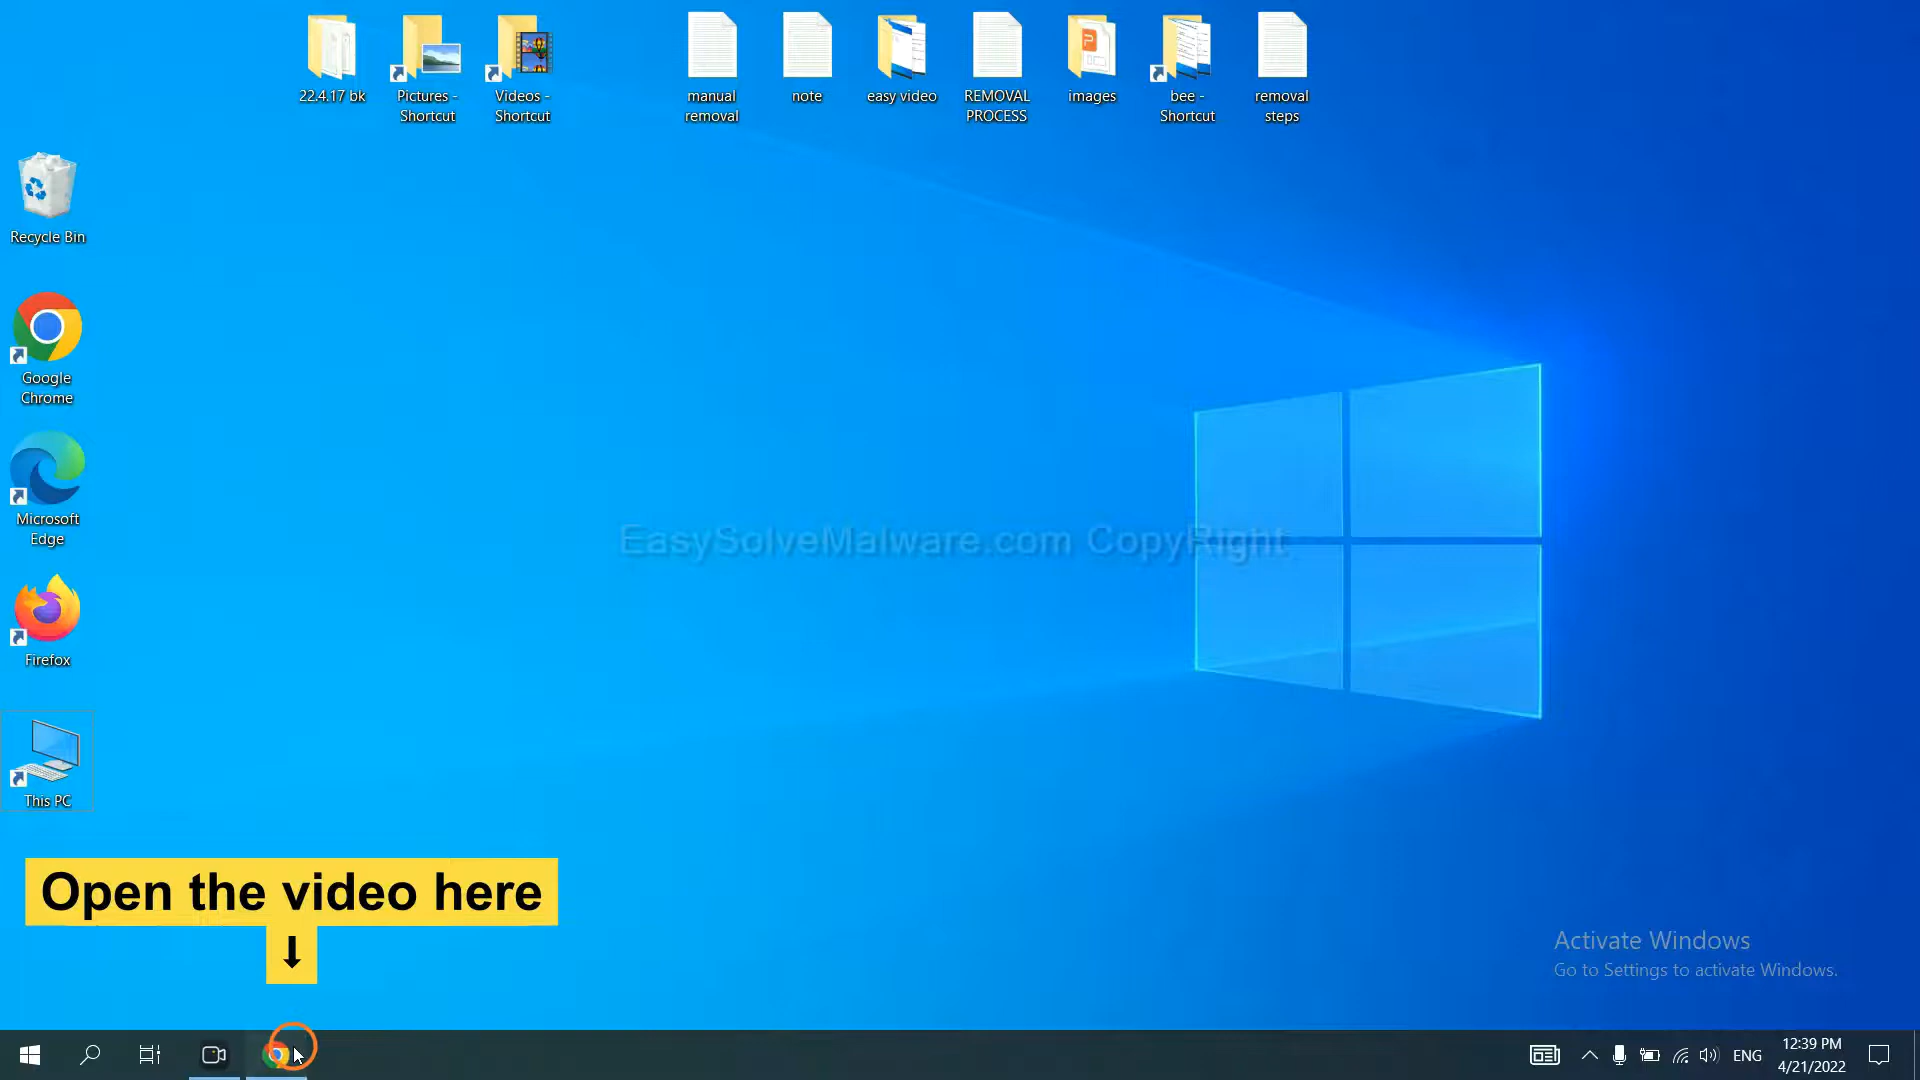 22.4.17 bk
Pictures -
Shortcut
Videos -
Shortcut
manual
removal
note
easy video
REMOVAL
PROCESS
images
bee -
Shortcut
removal
steps
Recycle Bin
Google
Chrome
Microsoft
Edge
Firefox
This PC
EasySolveMalware.com CopyRight
Open the video here
Activate Windows
Go to Settings to activate Windows.
ENG
12:39 PM
4/21/2022